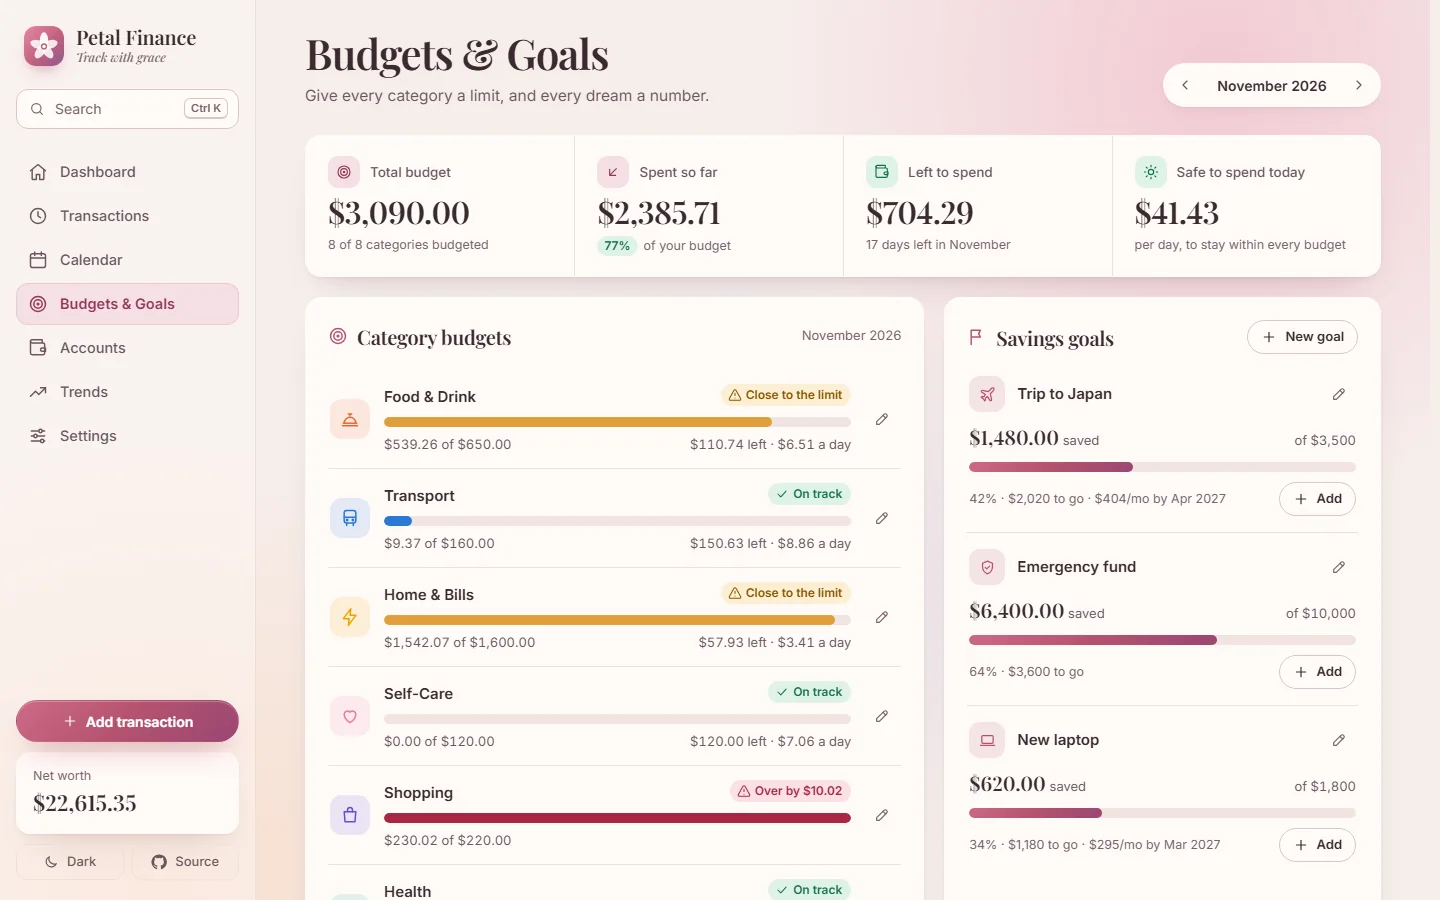 Petal Finance
Track with grace
Search
Ctrl K
Dashboard
Transactions
Calendar
Budgets & Goals
Accounts
Trends
Settings
Add transaction
Net worth
$22,615.35
Dark
Source
Budgets & Goals
Give every category a limit, and every dream a number.
November 2026
Total budget
$3,090.00
8 of 8 categories budgeted
Spent so far
$2,385.71
77% of your budget
Left to spend
$704.29
17 days left in November
Safe to spend today
$41.43
per day, to stay within every budget
Category budgets
November 2026
Food & Drink
Close to the limit
$539.26 of $650.00
$110.74 left · $6.51 a day
Transport
On track
$9.37 of $160.00
$150.63 left · $8.86 a day
Home & Bills
Close to the limit
$1,542.07 of $1,600.00
$57.93 left · $3.41 a day
Self-Care
On track
$0.00 of $120.00
$120.00 left · $7.06 a day
Shopping
Over by $10.02
$230.02 of $220.00
Health
On track
Savings goals
New goal
Trip to Japan
$1,480.00 saved
of $3,500
42% · $2,020 to go · $404/mo by Apr 2027
Add
Emergency fund
$6,400.00 saved
of $10,000
64% · $3,600 to go
Add
New laptop
$620.00 saved
of $1,800
34% · $1,180 to go · $295/mo by Mar 2027
Add